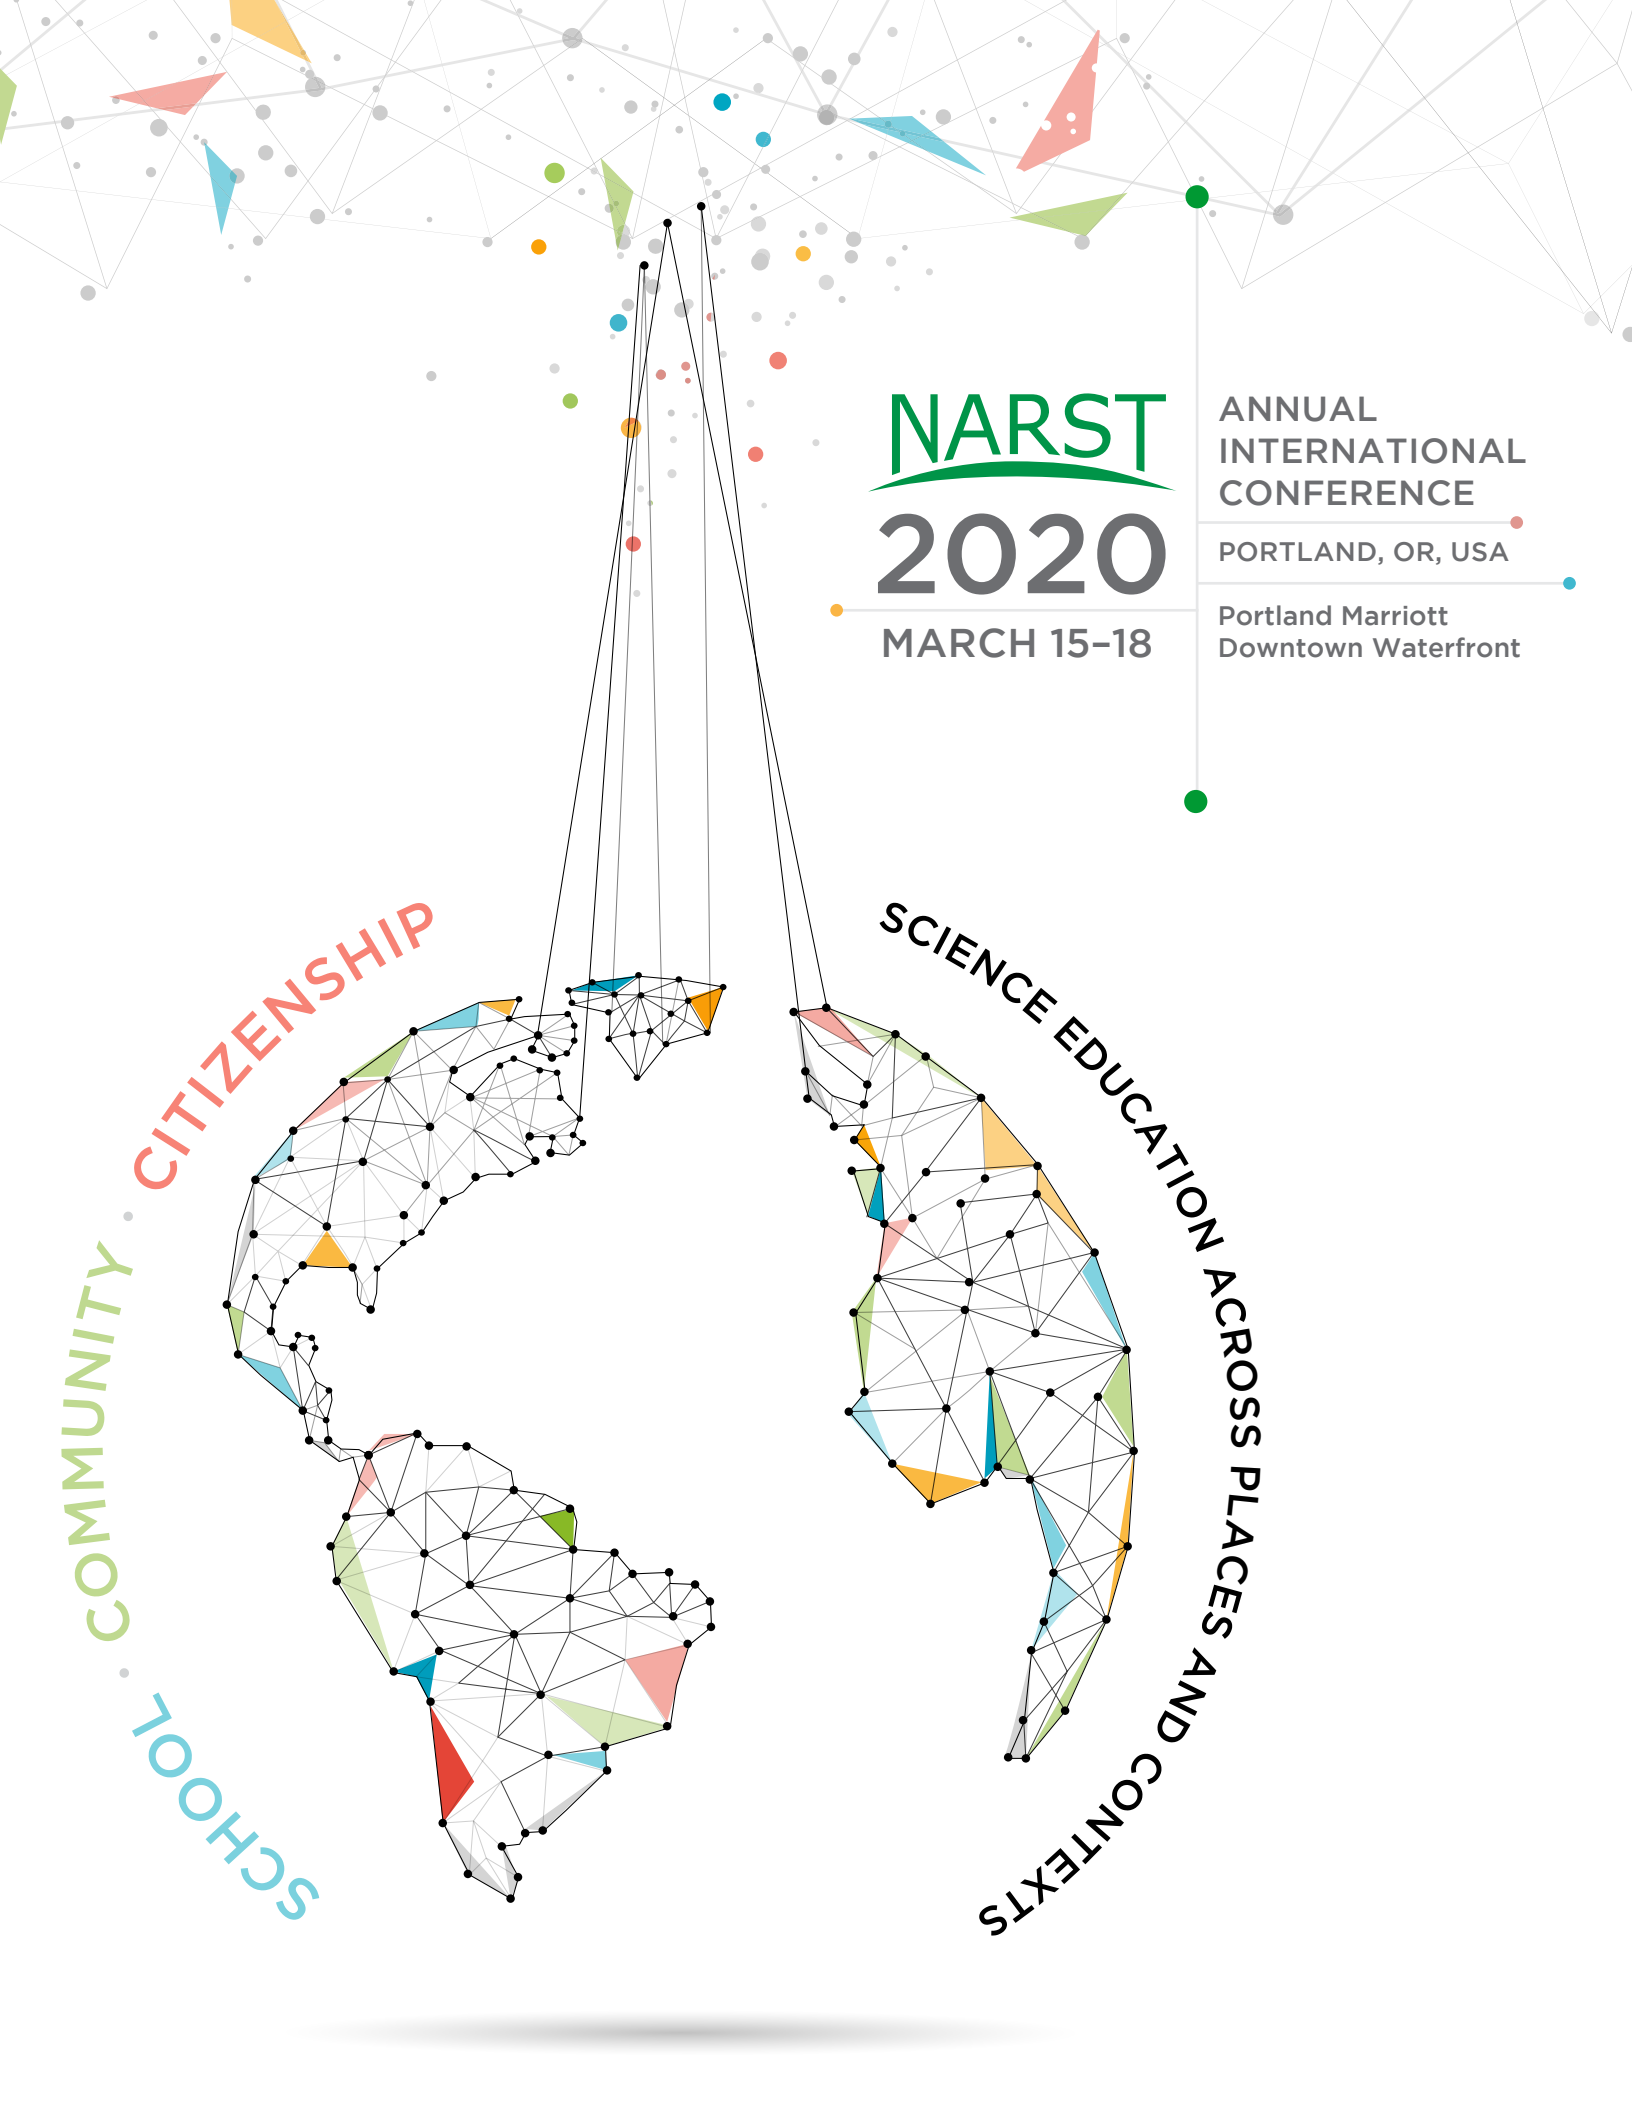 NARST
2020
MARCH 15–18
ANNUAL
INTERNATIONAL
CONFERENCE
PORTLAND, OR, USA
Portland Marriott
Downtown Waterfront
SCHOOL · COMMUNITY · CITIZENSHIP
SCIENCE EDUCATION ACROSS PLACES AND CONTEXTS